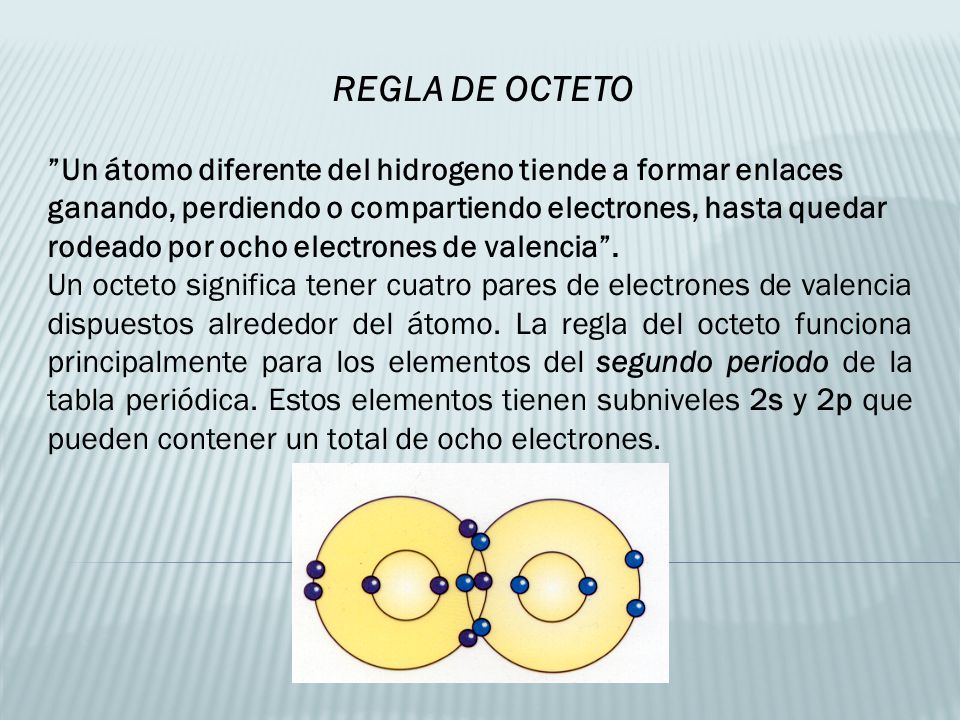 REGLA DE OCTETO
”Un átomo diferente del hidrogeno tiende a formar enlaces
ganando, perdiendo o compartiendo electrones, hasta quedar
rodeado por ocho electrones de valencia”.
Un octeto significa tener cuatro pares de electrones de valencia
dispuestos alrededor del átomo. La regla del octeto funciona
principalmente para los elementos del segundo periodo de la
tabla periódica. Estos elementos tienen subniveles 2s y 2p que
pueden contener un total de ocho electrones.